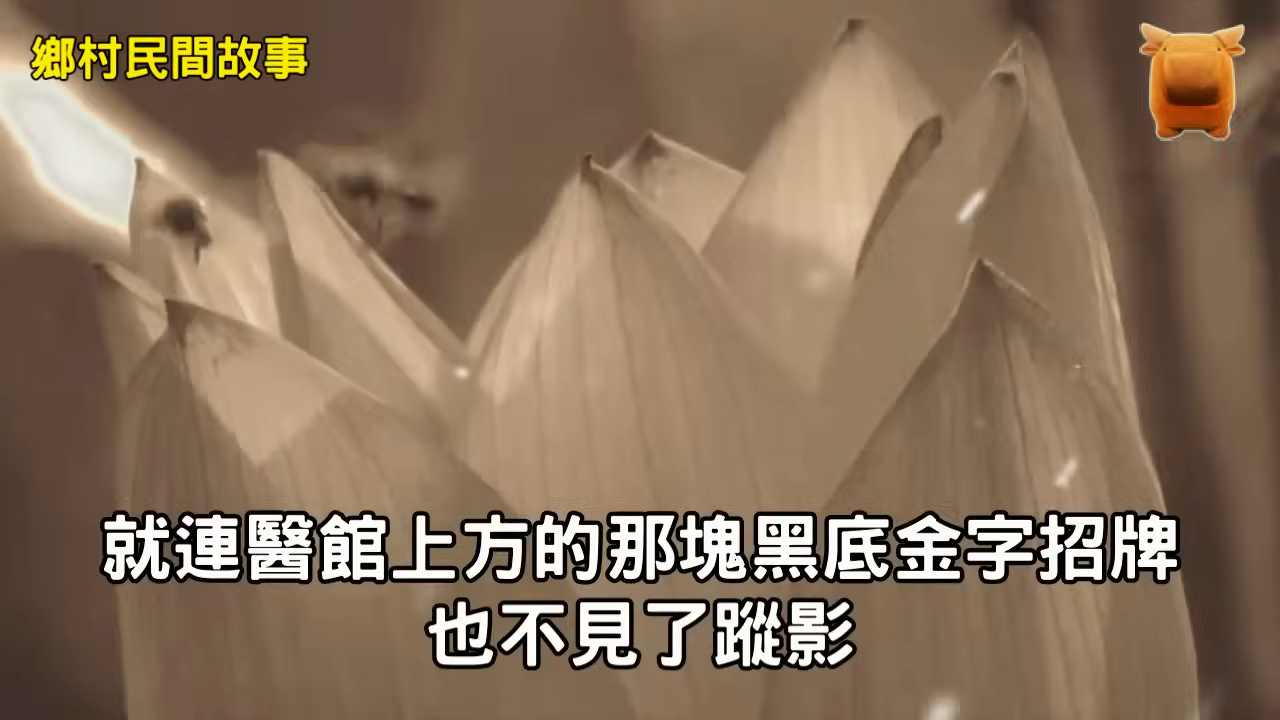 鄉村民間故事
就連醫館上方的那塊黑底金字招牌
也不見了蹤影